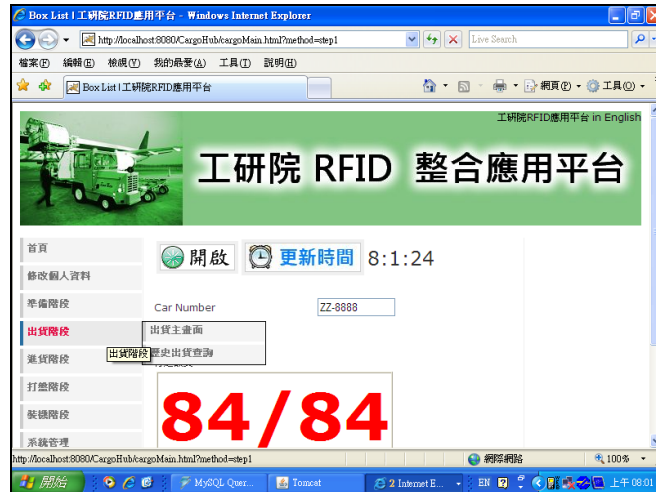 Box List | 工研院RFID應用平台 - Windows Internet Explorer
http://localhost:8080/CargoHub/cargoMain.html?method=step1
Live Search
檔案(F) 編輯(E) 檢視(V) 我的最愛(A) 工具(T) 說明(H)
Box List | 工研院RFID應用平台
網頁(P)
工具(O)
工研院RFID應用平台 in English
工研院 RFID 整合應用平台
首頁
開啟
更新時間 8:1:24
修改個人資料
準備階段
Car Number ZZ-8888
出貨階段
出貨主畫面
進貨階段
出貨階段
歷史出貨查詢
打盤階段
84/84
裝機階段
系統管理
http://localhost:8080/CargoHub/cargoMain.html?method=step1
網際網路
100%
開始
MySQL Quer...
Tomcat
2 Internet E...
EN
上午 08:01